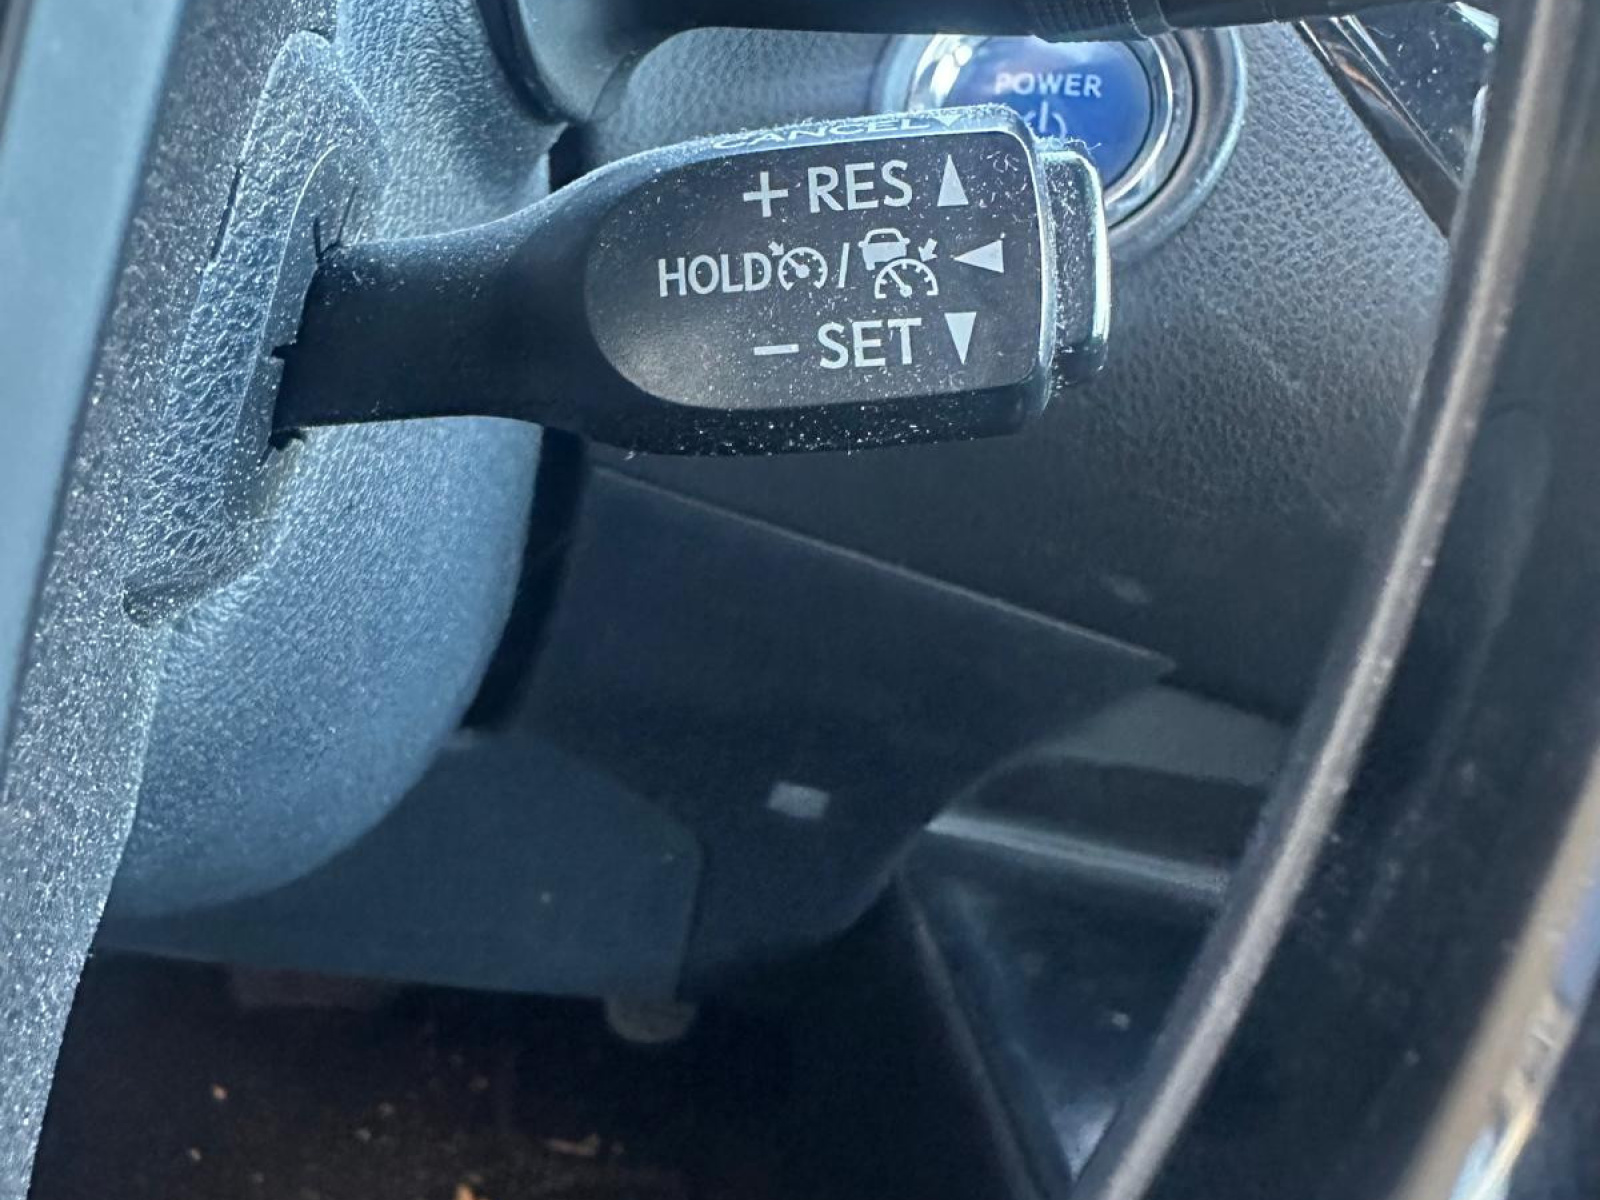 POWER
CANCEL
+ RES
HOLD /
- SET